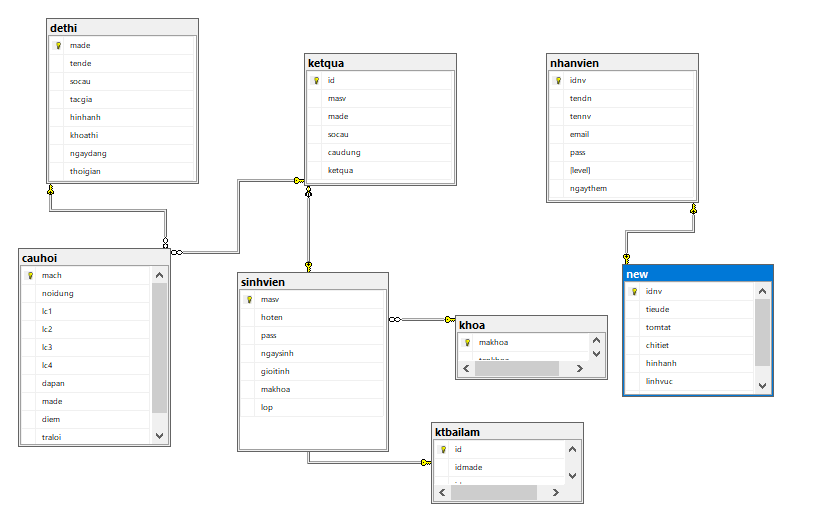 dethi
made
tende
socau
tacgia
hinhanh
khoathi
ngaydang
thoigian
ketqua
id
masv
made
socau
caudung
ketqua
nhanvien
idnv
tendn
tennv
email
pass
[level]
ngaythem
cauhoi
mach
noidung
lc1
lc2
lc3
lc4
dapan
made
diem
traloi
sinhvien
masv
hoten
pass
ngaysinh
gioitinh
makhoa
lop
khoa
makhoa
new
idnv
tieude
tomtat
chitiet
hinhanh
linhvuc
ktbailam
id
idmade